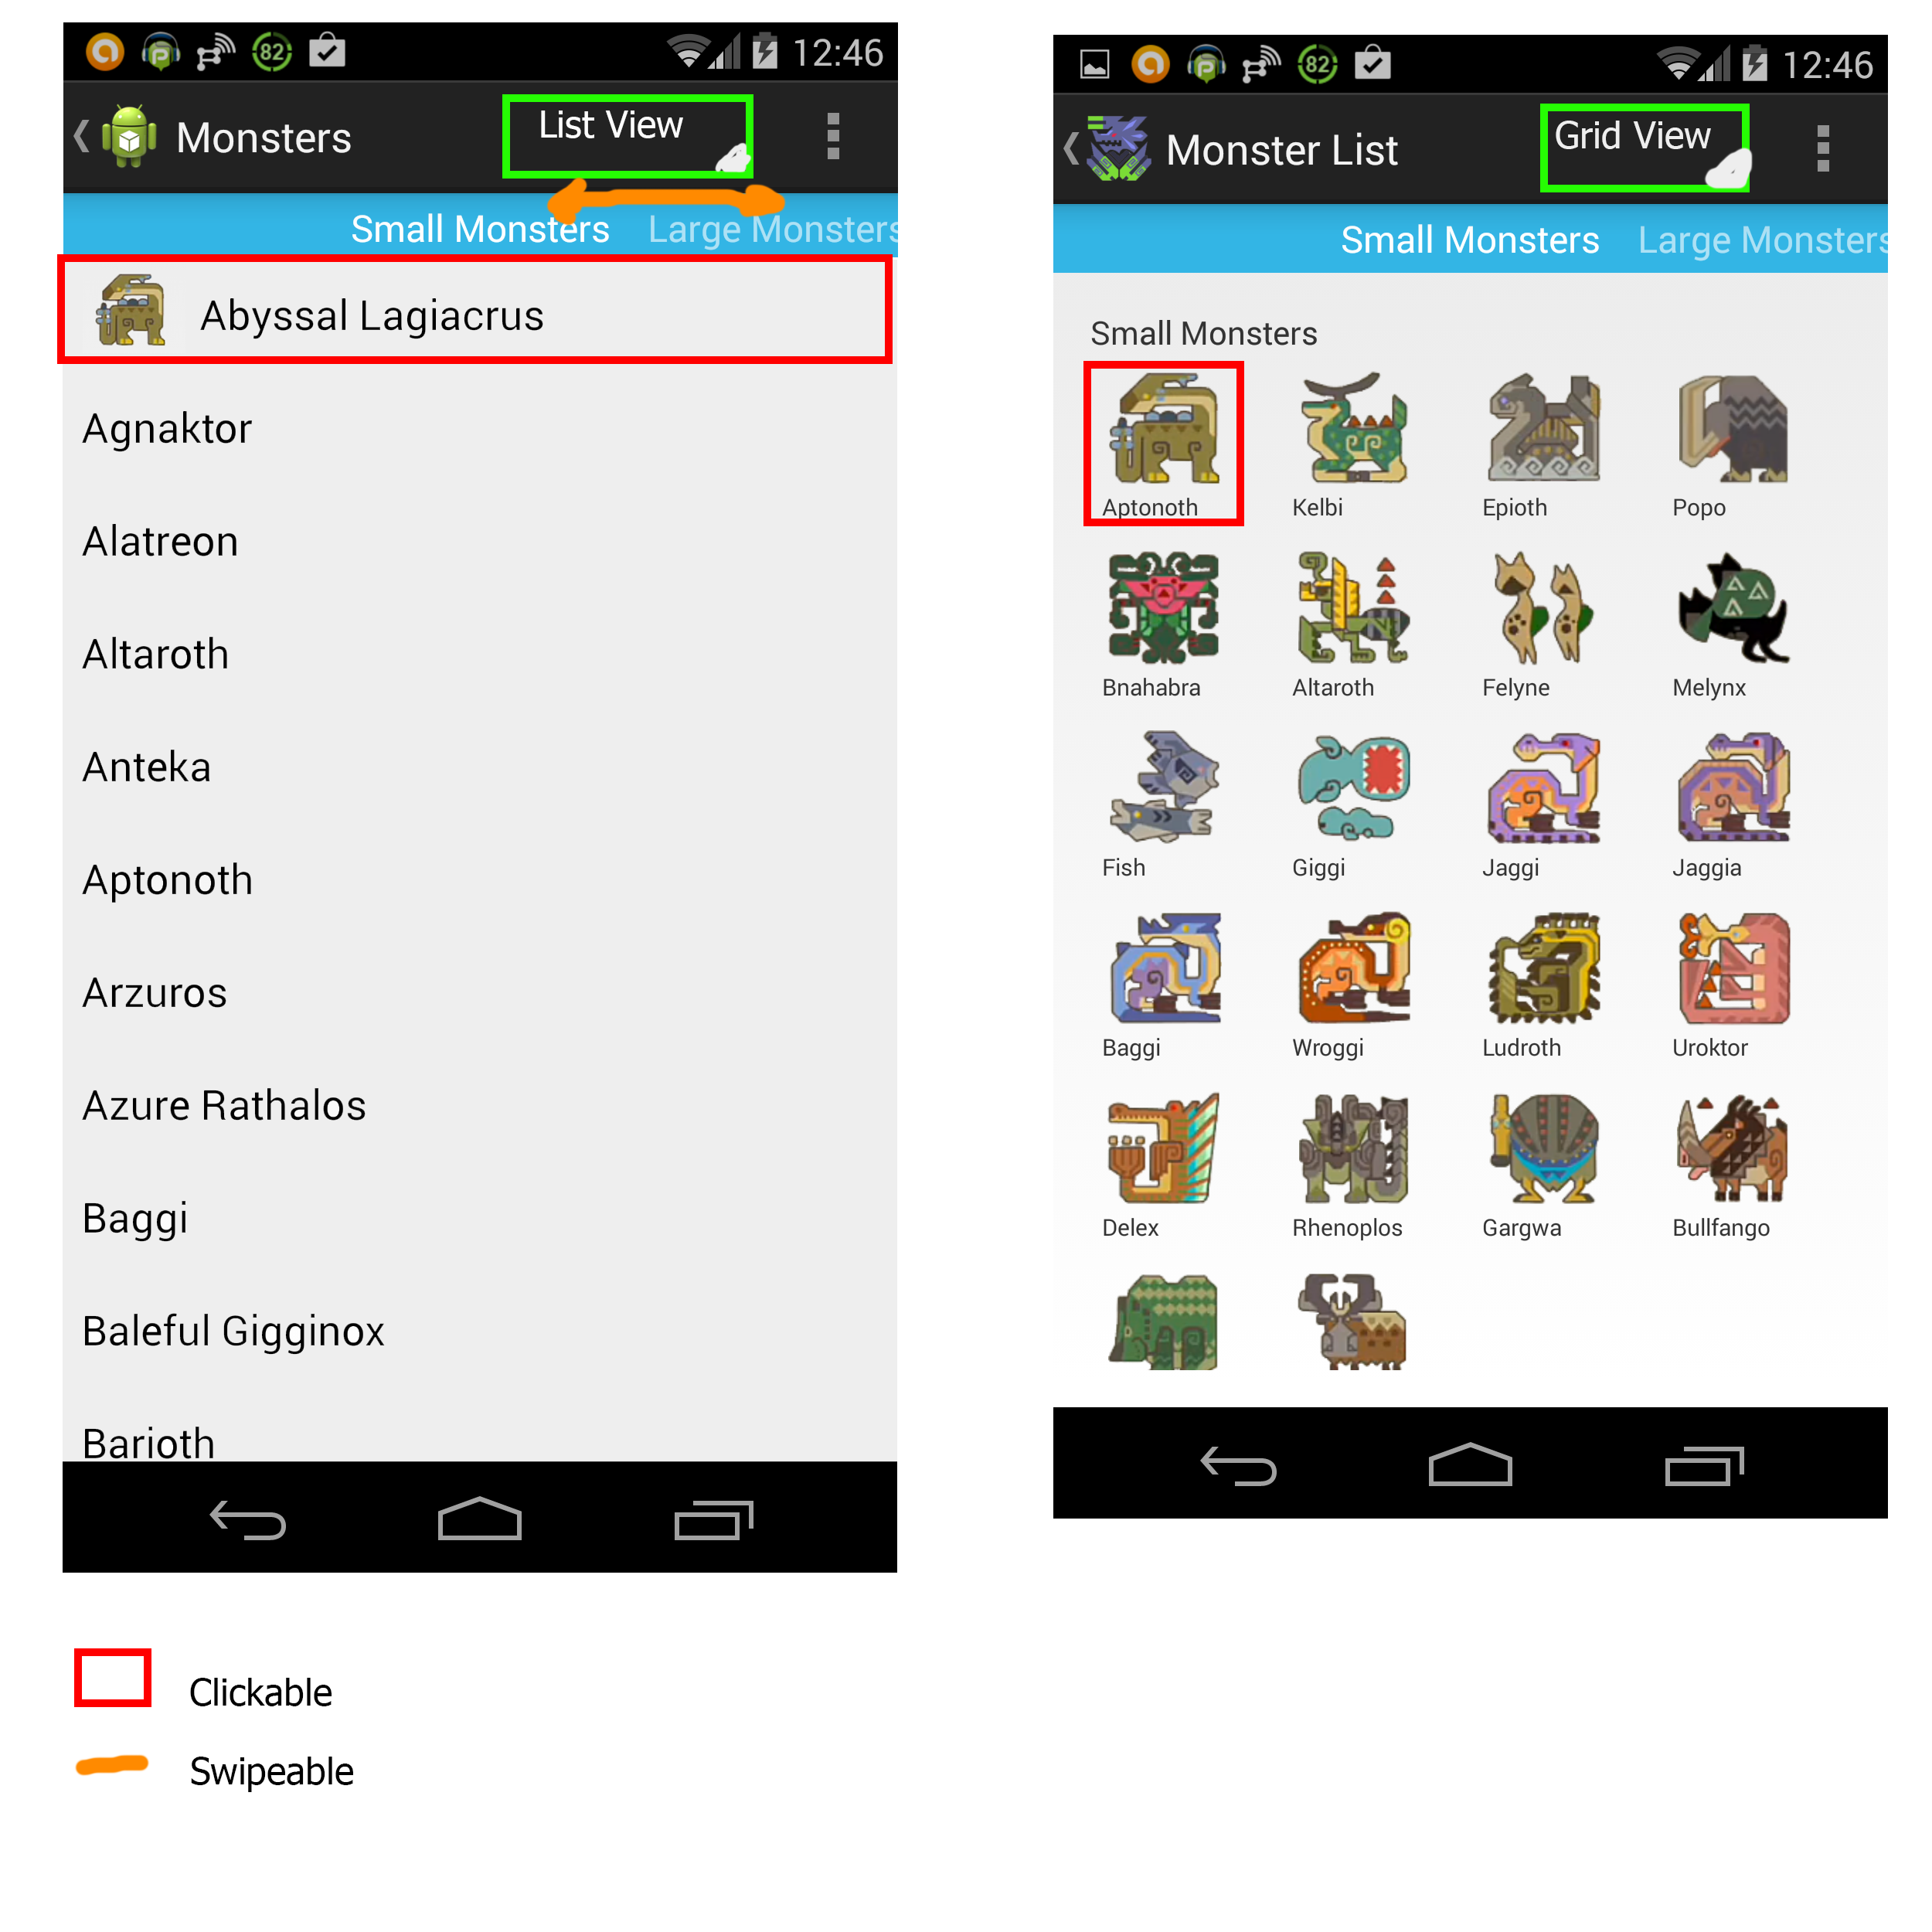 82
12:46
Monsters
List View
Small Monsters Large Monsters
Abyssal Lagiacrus
Agnaktor
Alatreon
Altaroth
Anteka
Aptonoth
Arzuros
Azure Rathalos
Baggi
Baleful Gigginox
Barioth
82
12:46
Monster List
Grid View
Small Monsters Large Monsters
Small Monsters
Aptonoth Kelbi Epioth Popo
Bnahabra Altaroth Felyne Melynx
Fish Giggi Jaggi Jaggia
Baggi Wroggi Ludroth Uroktor
Delex Rhenoplos Gargwa Bullfango
Clickable
Swipeable